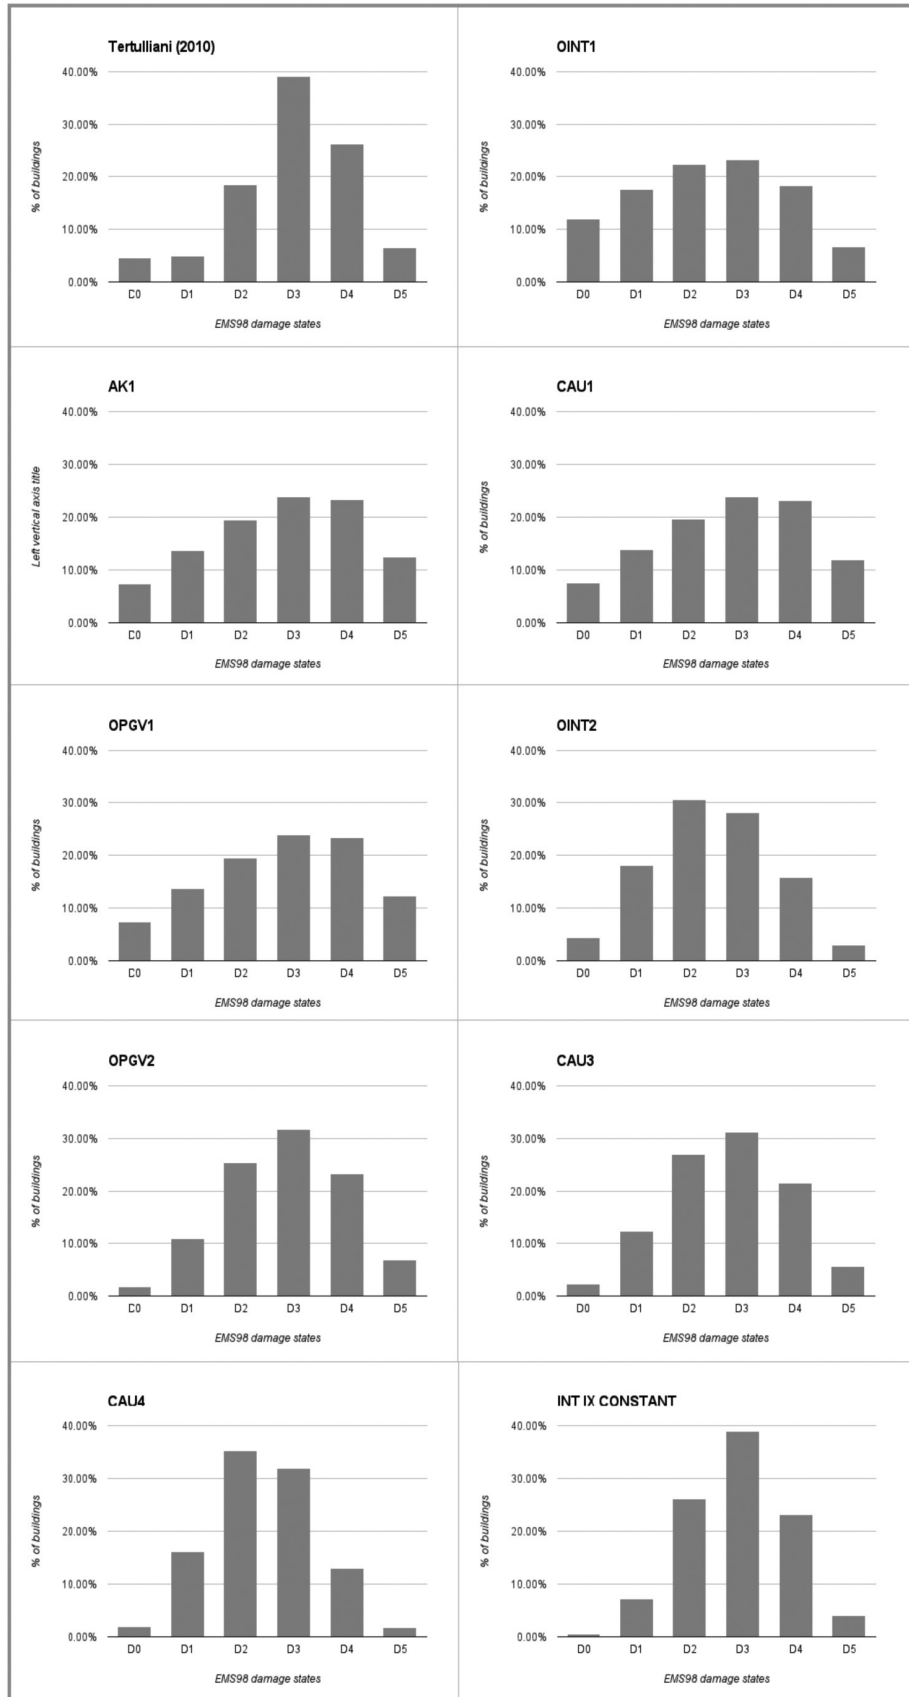 Tertulliani (2010)
40.00%
30.00%
20.00%
10.00%
0.00%
% of buildings
D0 D1 D2 D3 D4 D5
EMS98 damage states
OINT1
40.00%
30.00%
20.00%
10.00%
0.00%
% of buildings
D0 D1 D2 D3 D4 D5
EMS98 damage states
AK1
40.00%
30.00%
20.00%
10.00%
0.00%
Left vertical axis title
D0 D1 D2 D3 D4 D5
EMS98 damage states
CAU1
40.00%
30.00%
20.00%
10.00%
0.00%
% of buildings
D0 D1 D2 D3 D4 D5
EMS98 damage states
OPGV1
40.00%
30.00%
20.00%
10.00%
0.00%
% of buildings
D0 D1 D2 D3 D4 D5
EMS98 damage states
OINT2
40.00%
30.00%
20.00%
10.00%
0.00%
% of buildings
D0 D1 D2 D3 D4 D5
EMS98 damage states
OPGV2
40.00%
30.00%
20.00%
10.00%
0.00%
% of buildings
D0 D1 D2 D3 D4 D5
EMS98 damage states
CAU3
40.00%
30.00%
20.00%
10.00%
0.00%
% of buildings
D0 D1 D2 D3 D4 D5
EMS98 damage states
CAU4
40.00%
30.00%
20.00%
10.00%
0.00%
% of buildings
D0 D1 D2 D3 D4 D5
EMS98 damage states
INT IX CONSTANT
40.00%
30.00%
20.00%
10.00%
0.00%
% of buildings
D0 D1 D2 D3 D4 D5
EMS98 damage states